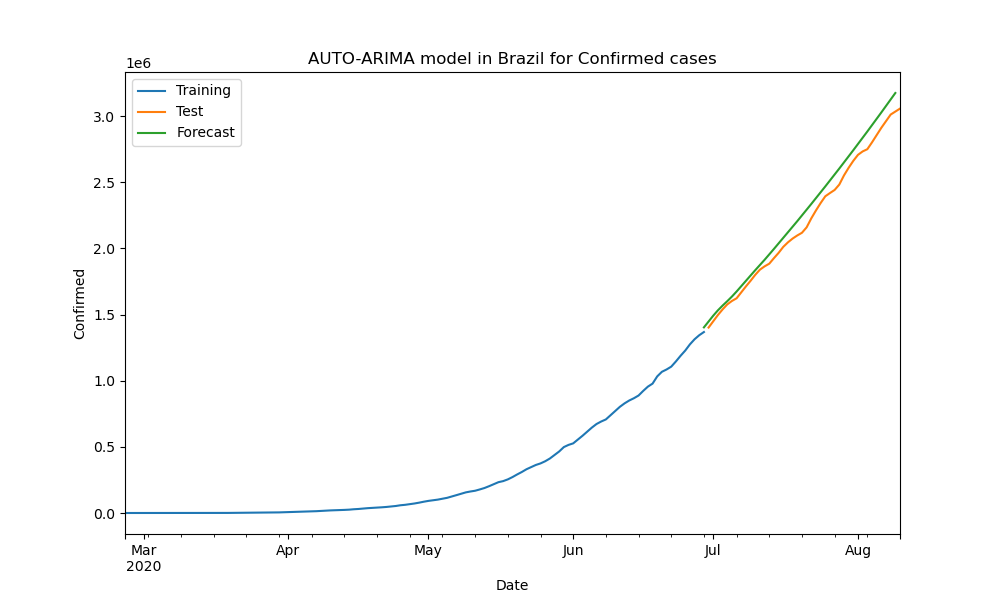 AUTO-ARIMA model in Brazil for Confirmed cases
1e6
Training
Test
Forecast
3.0
2.5
2.0
1.5
1.0
0.5
0.0
Confirmed
Mar Apr May Jun Jul Aug
2020
Date